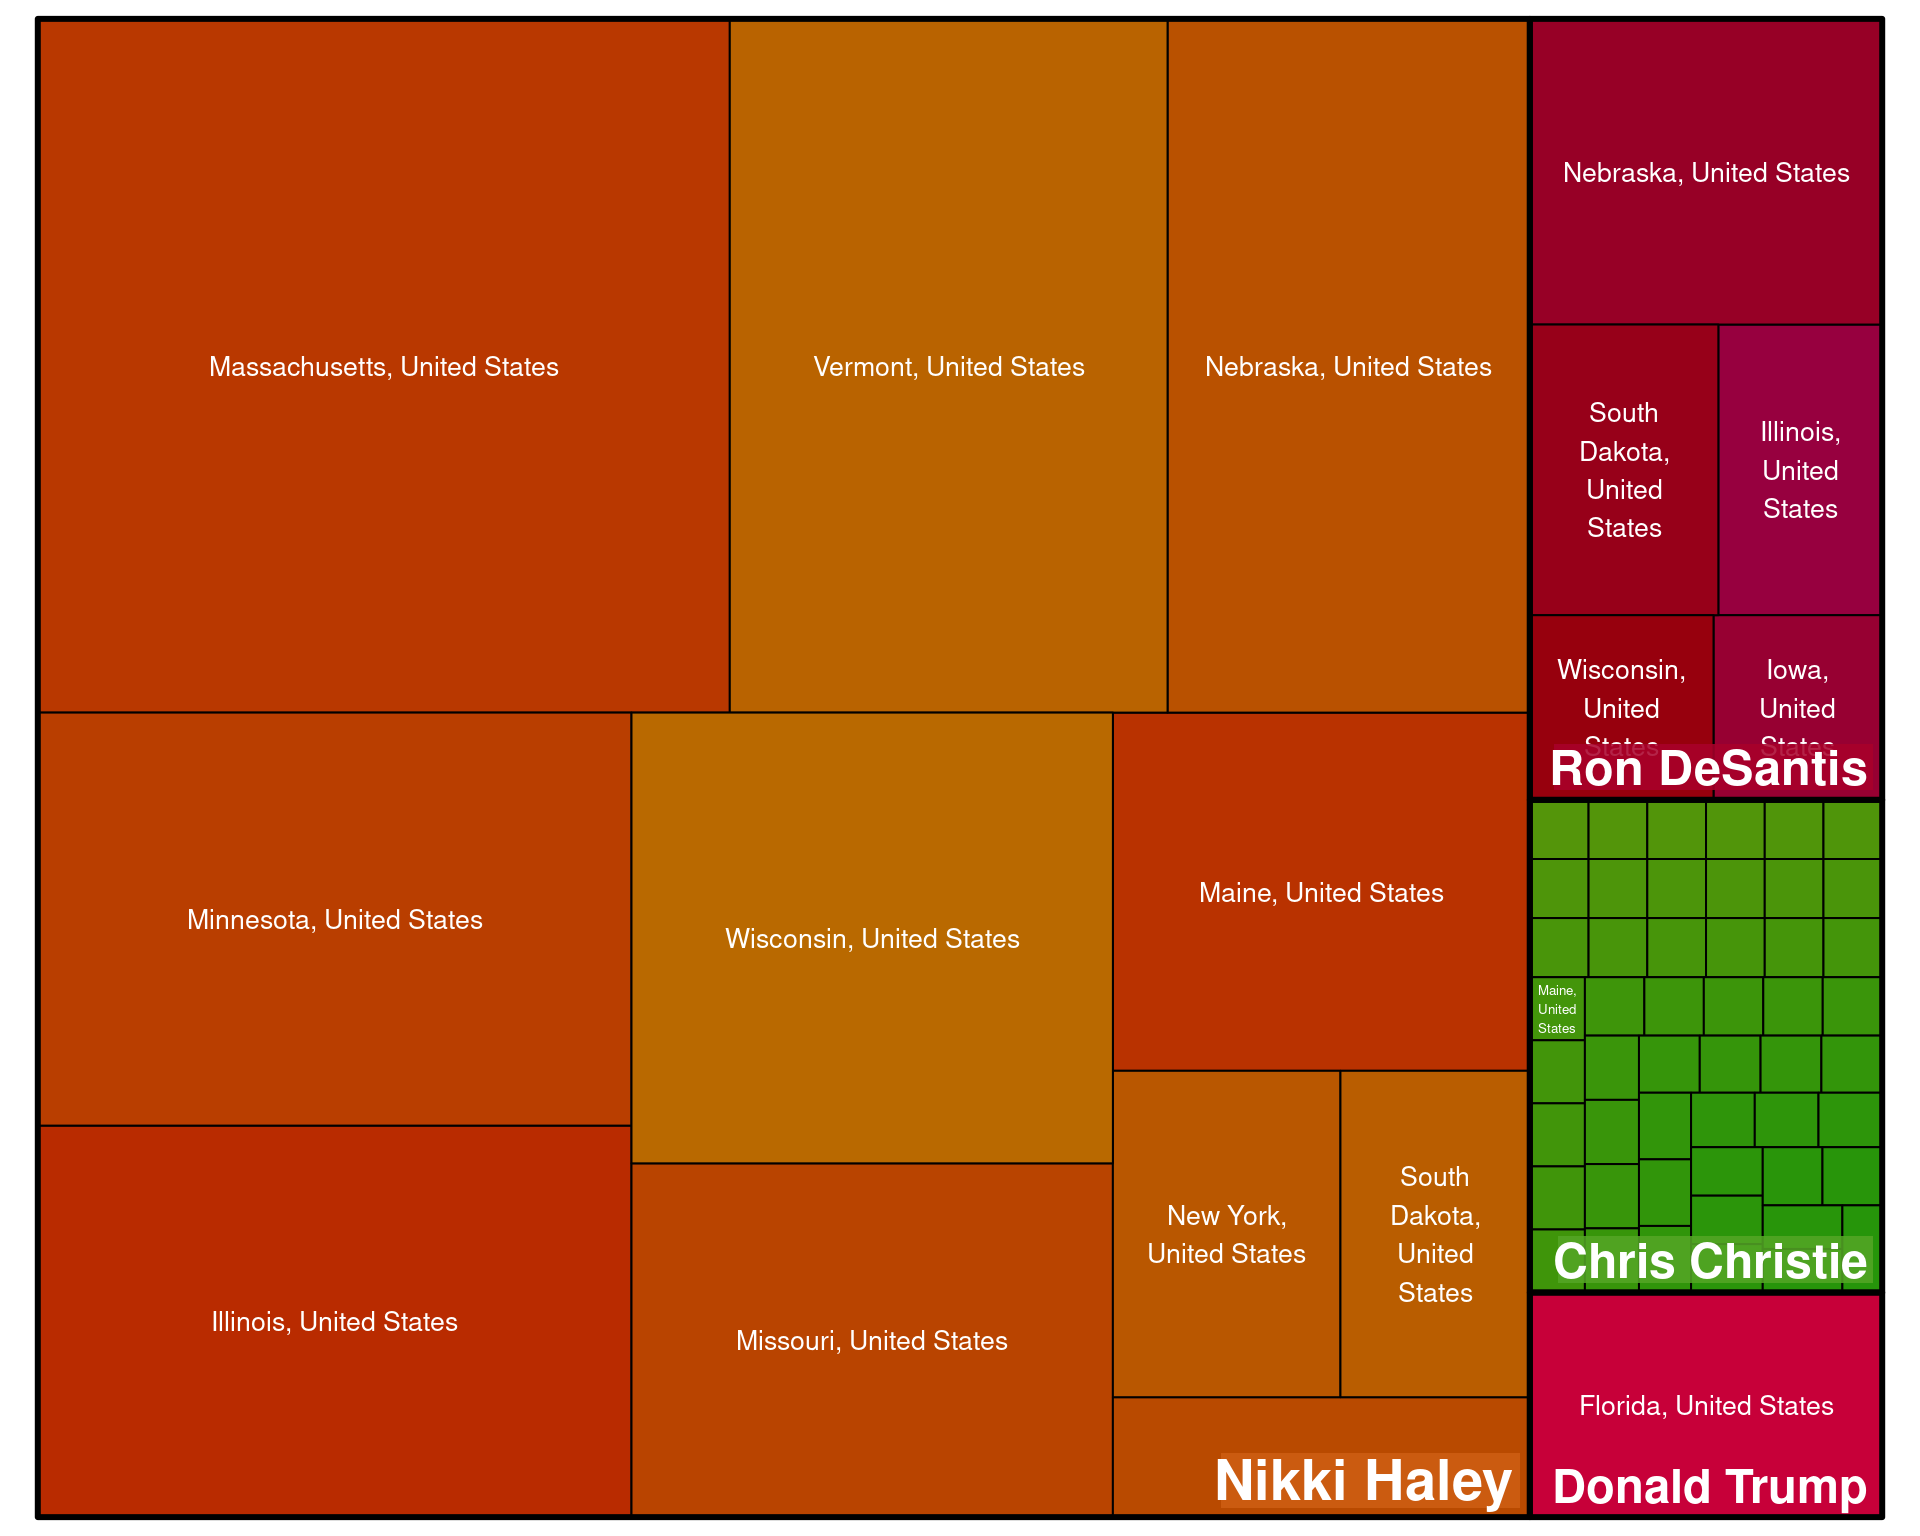 Massachusetts, United States
Vermont, United States
Nebraska, United States
Minnesota, United States
Wisconsin, United States
Maine, United States
Illinois, United States
Missouri, United States
New York,
United States
South
Dakota,
United
States
Nikki Haley
Nebraska, United States
South
Dakota,
United
States
Illinois,
United
States
Wisconsin,
United
States
Iowa,
United
States
Ron DeSantis
Maine,
United
States
Chris Christie
Florida, United States
Donald Trump